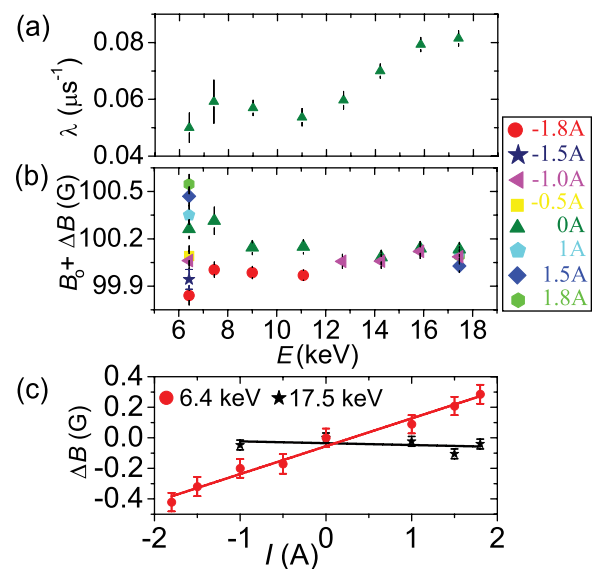 (a)
λ (μs⁻¹)
0.08
0.06
0.04
(b)
B₀+ ΔB (G)
100.5
100.2
99.9
6 8 10 12 14 16 18
E(keV)
-1.8A
-1.5A
-1.0A
-0.5A
0A
1A
1.5A
1.8A
(c)
ΔB (G)
0.4
0.2
0.0
-0.2
-0.4
6.4 keV 17.5 keV
-2 -1 0 1 2
I (A)